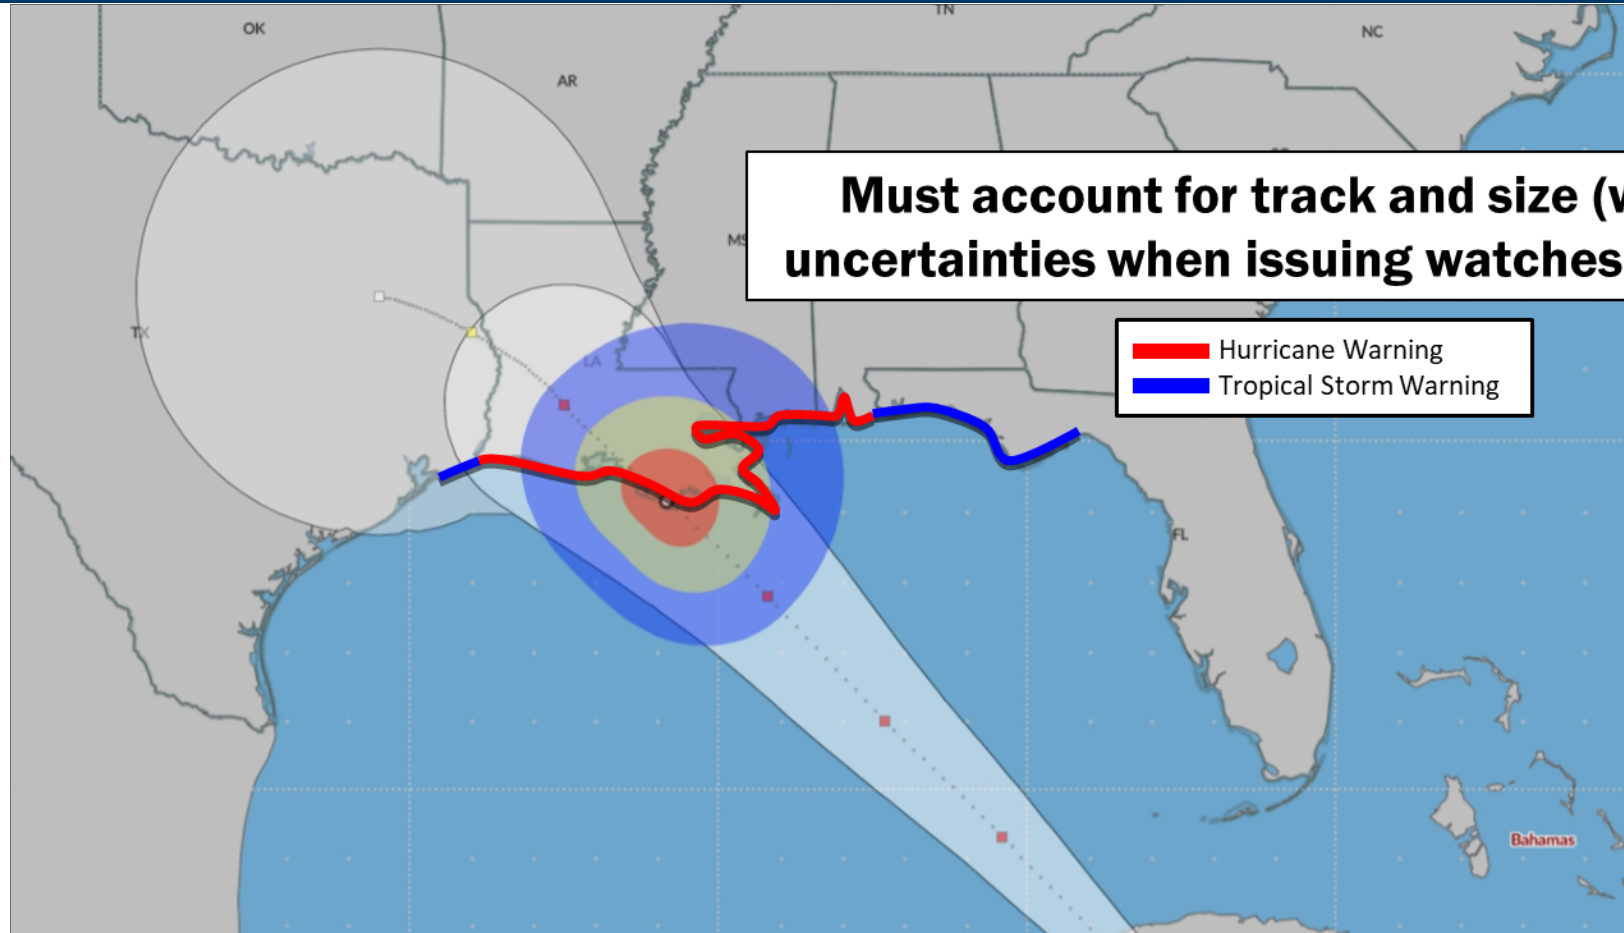 TN
OK
NC
AR
Must account for track and size (w
uncertainties when issuing watches
MS
TX
Hurricane Warning
LA
Tropical Storm Warning
FL
Bahamas